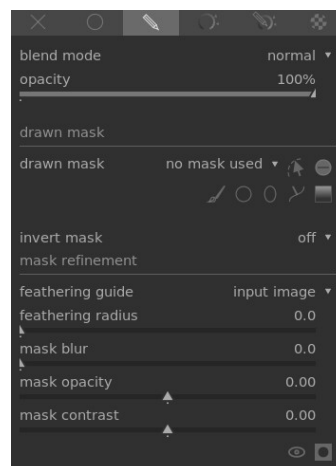 blend mode normal
opacity 100%
drawn mask
drawn mask no mask used
invert mask off
mask refinement
feathering guide input image
feathering radius 0.0
mask blur 0.0
mask opacity 0.00
mask contrast 0.00